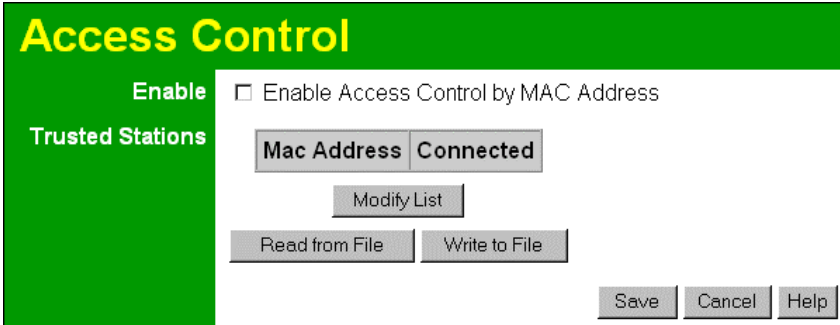 Access Control
Enable Enable Access Control by MAC Address
Trusted Stations
Mac Address Connected
Modify List
Read from File Write to File
Save Cancel Help